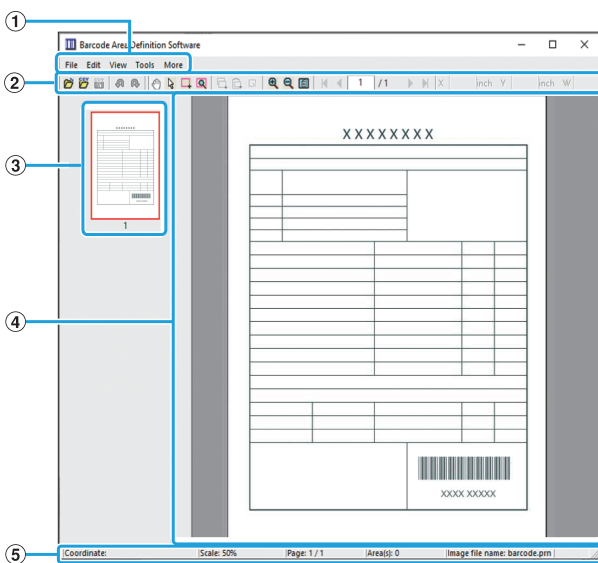 1
Barcode Area Definition Software
File Edit View Tools More
2
1 / 1 X inch Y inch W
3
1
XXXXXXXX
4
XXXX XXXXX
5
Coordinate: Scale: 50% Page: 1 / 1 Area(s): 0 Image file name: barcode.prn